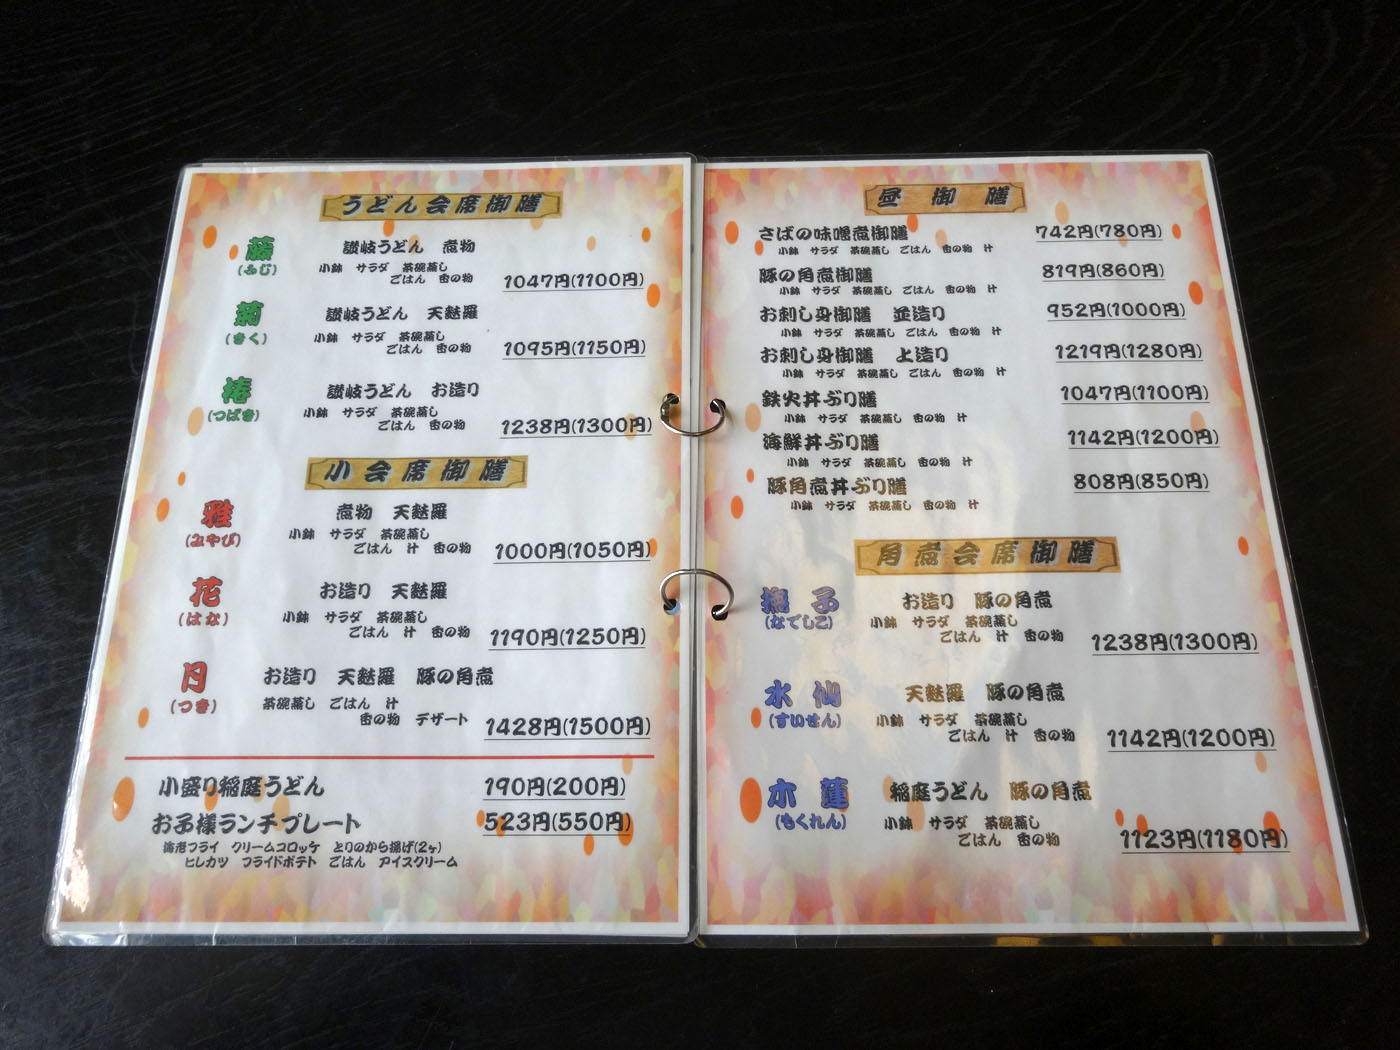 うどん会席御膳
藤 讃岐うどん 煮物
(ふじ) 小鉢 サラダ 茶碗蒸し
ごはん 香の物 1047円(1100円)
菊 讃岐うどん 天麩羅
(きく) 小鉢 サラダ 茶碗蒸し
ごはん 香の物 1095円(1150円)
椿 讃岐うどん お造り
(つばき) 小鉢 サラダ 茶碗蒸し
ごはん 香の物 1238円(1300円)
小会席御膳
雅 煮物 天麩羅
(みやび) 小鉢 サラダ 茶碗蒸し
ごはん 汁 香の物 1000円(1050円)
花 お造り 天麩羅
(はな) 小鉢 サラダ 茶碗蒸し
ごはん 汁 香の物 1190円(1250円)
月 お造り 天麩羅 豚の角煮
(つき) 茶碗蒸し ごはん 汁
香の物 デザート 1428円(1500円)
小盛り稲庭うどん 190円(200円)
お子様ランチプレート 523円(550円)
海老フライ クリームコロッケ とりのから揚げ(2ヶ)
ヒレカツ フライドポテト ごはん アイスクリーム
昼御膳
さばの味噌煮御膳 742円(780円)
小鉢 サラダ 茶碗蒸し ごはん 香の物 汁
豚の角煮御膳 819円(860円)
小鉢 サラダ 茶碗蒸し ごはん 香の物 汁
お刺し身御膳 並造り 952円(1000円)
小鉢 サラダ 茶碗蒸し ごはん 香の物 汁
お刺し身御膳 上造り 1219円(1280円)
小鉢 サラダ 茶碗蒸し ごはん 香の物 汁
鉄火丼ぶり膳 1047円(1100円)
小鉢 サラダ 茶碗蒸し 香の物 汁
海鮮丼ぶり膳 1142円(1200円)
小鉢 サラダ 茶碗蒸し 香の物 汁
豚角煮丼ぶり膳 808円(850円)
小鉢 サラダ 茶碗蒸し 香の物 汁
角煮会席御膳
撫子 お造り 豚の角煮
(なでしこ) 小鉢 サラダ 茶碗蒸し
ごはん 汁 香の物 1238円(1300円)
水仙 天麩羅 豚の角煮
(すいせん) 小鉢 サラダ 茶碗蒸し
ごはん 汁 香の物 1142円(1200円)
木蓮 稲庭うどん 豚の角煮
(もくれん) 小鉢 サラダ 茶碗蒸し
ごはん 香の物 1123円(1180円)